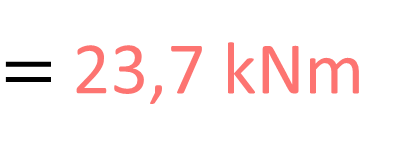 = 23,7 kNm